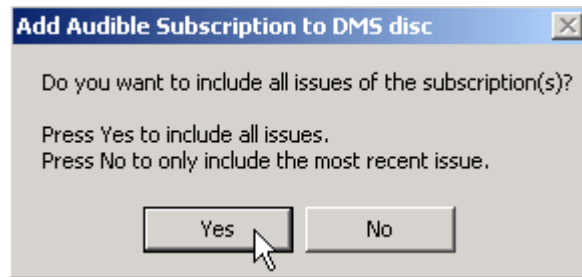 Add Audible Subscription to DMS disc
Do you want to include all issues of the subscription(s)?
Press Yes to include all issues.
Press No to only include the most recent issue.
Yes
No